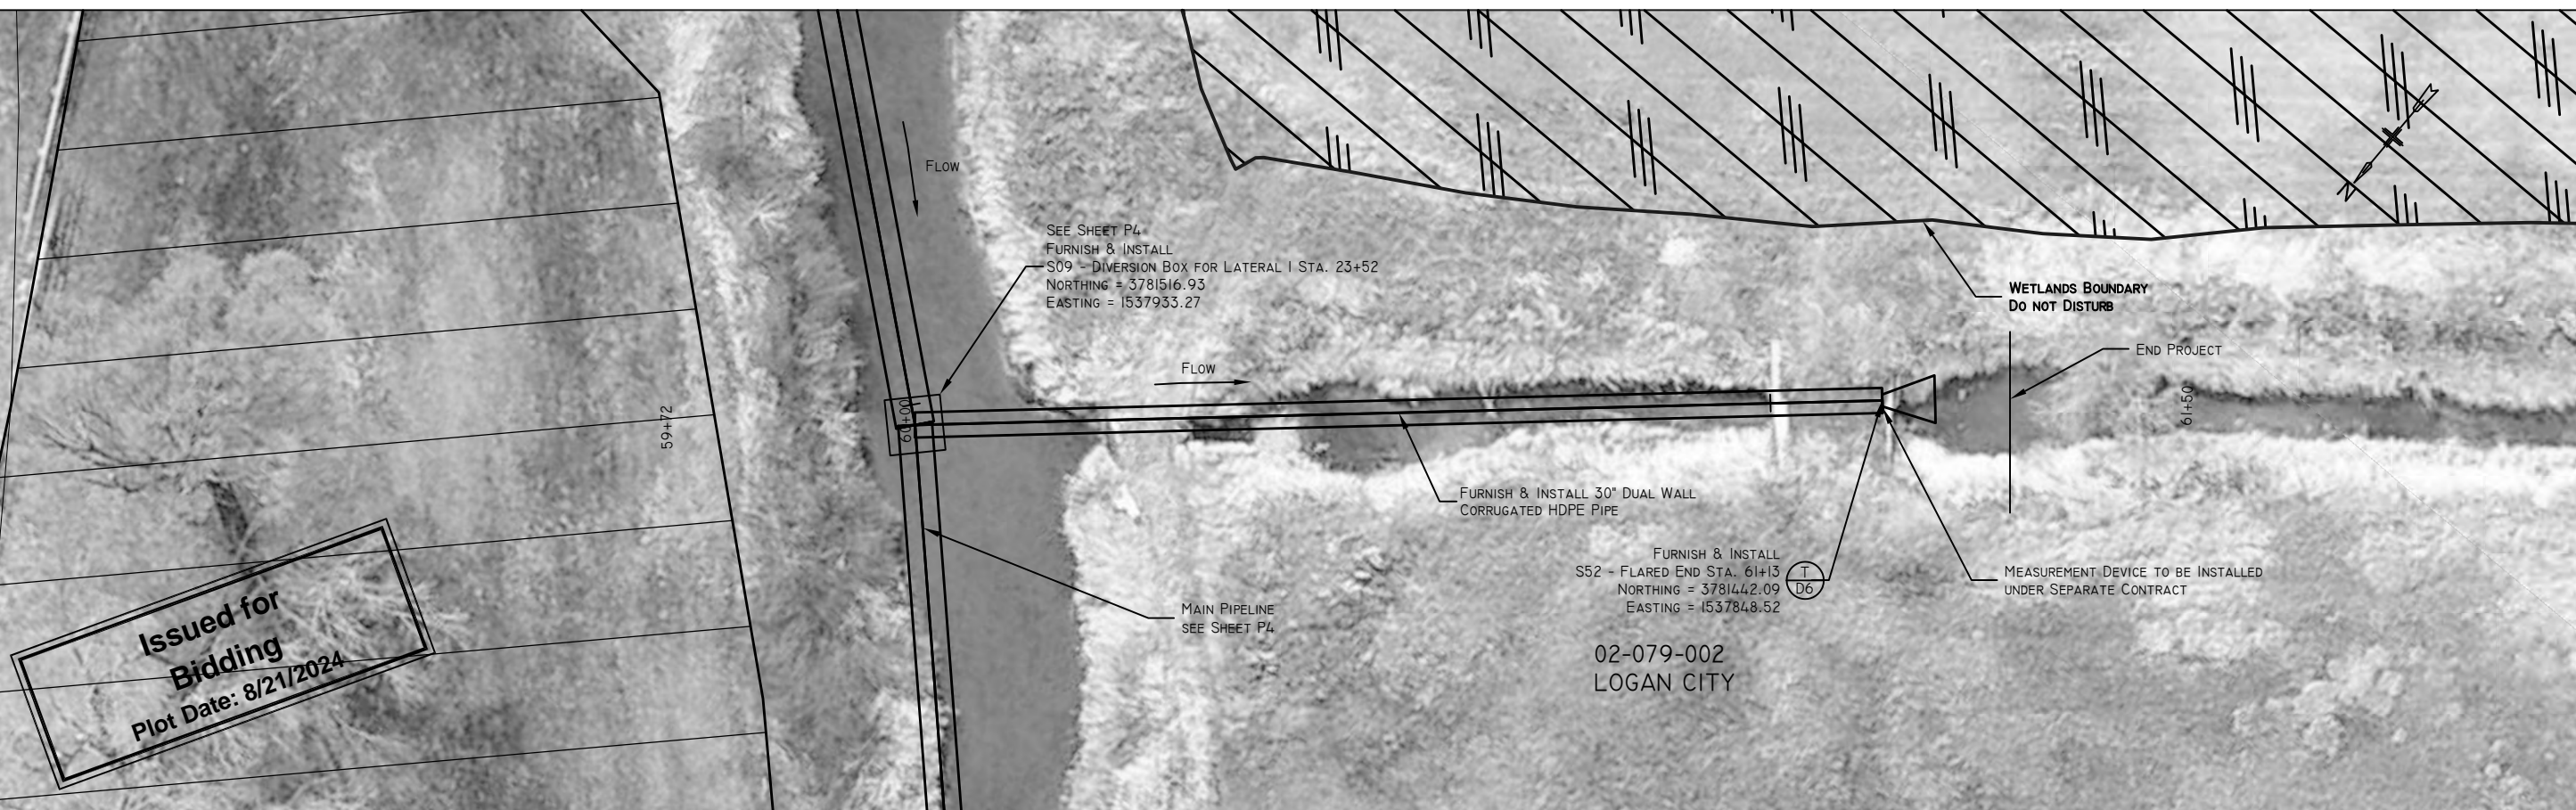 Flow
See Sheet P4
Furnish & Install
S09 - Diversion Box for Lateral 1 Sta. 23+52
Northing = 3781516.93
Easting = 1537933.27
Wetlands Boundary
Do not Disturb
End Project
Flow
59+72
60+00
61+50
Furnish & Install 30" Dual Wall
Corrugated HDPE Pipe
Furnish & Install
S52 - Flared End Sta. 61+13
Northing = 3781442.09
Easting = 1537848.52
T
D6
Measurement Device to be Installed
under Separate Contract
Main Pipeline
see Sheet P4
02-079-002
LOGAN CITY
Issued for
Bidding
Plot Date: 8/21/2024
N